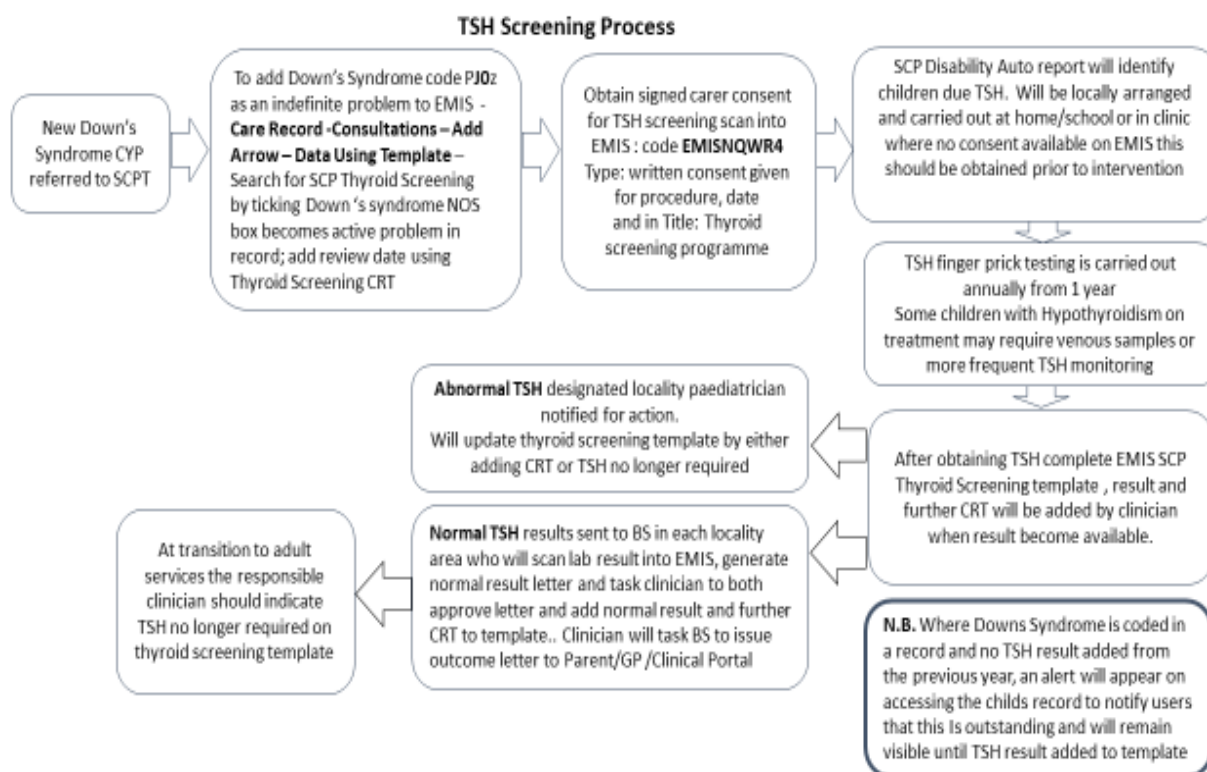 TSH Screening Process
New Down's
Syndrome CYP
referred to SCPT
To add Down's Syndrome code PJ0z
as an indefinite problem to EMIS -
Care Record -Consultations – Add
Arrow – Data Using Template –
Search for SCP Thyroid Screening
by ticking Down 's syndrome NOS
box becomes active problem in
record; add review date using
Thyroid Screening CRT
Obtain signed carer consent
for TSH screening scan into
EMIS : code EMISNQWR4
Type: written consent given
for procedure, date
and in Title: Thyroid
screening programme
SCP Disability Auto report will identify
children due TSH. Will be locally arranged
and carried out at home/school or in clinic
where no consent available on EMIS this
should be obtained prior to intervention
TSH finger prick testing is carried out
annually from 1 year
Some children with Hypothyroidism on
treatment may require venous samples or
more frequent TSH monitoring
After obtaining TSH complete EMIS SCP
Thyroid Screening template , result and
further CRT will be added by clinician
when result become available.
Abnormal TSH designated locality paediatrician
notified for action.
Will update thyroid screening template by either
adding CRT or TSH no longer required
Normal TSH results sent to BS in each locality
area who will scan lab result into EMIS, generate
normal result letter and task clinician to both
approve letter and add normal result and further
CRT to template.. Clinician will task BS to issue
outcome letter to Parent/GP /Clinical Portal
At transition to adult
services the responsible
clinician should indicate
TSH no longer required on
thyroid screening template
N.B. Where Downs Syndrome is coded in
a record and no TSH result added from
the previous year, an alert will appear on
accessing the childs record to notify users
that this Is outstanding and will remain
visible until TSH result added to template